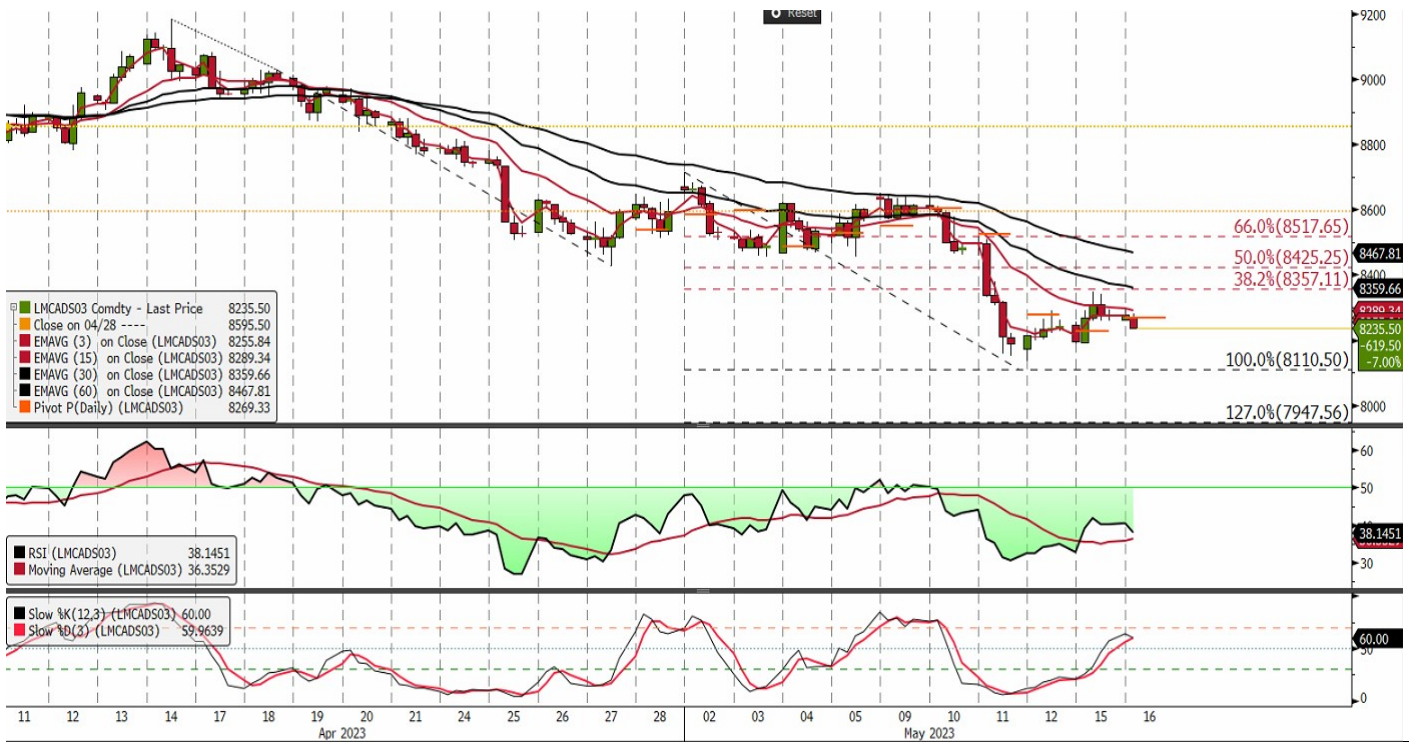 Reset
9200
9000
8800
8600
8400
8000
66.0%(8517.65)
50.0%(8425.25)
38.2%(8357.11)
100.0%(8110.50)
127.0%(7947.56)
8467.81
8359.66
8289.34
8235.50
-619.50
-7.00%
LMCADS03 Comdty - Last Price 8235.50
Close on 04/28 ---- 8595.50
EMAVG (3) on Close (LMCADS03) 8255.84
EMAVG (15) on Close (LMCADS03) 8289.34
EMAVG (30) on Close (LMCADS03) 8359.66
EMAVG (60) on Close (LMCADS03) 8467.81
Pivot P(Daily) (LMCADS03) 8269.33
60
50
38.1451
30
RSI (LMCADS03) 38.1451
Moving Average (LMCADS03) 36.3529
Slow %K(12,3) (LMCADS03) 60.00
Slow %D(3) (LMCADS03) 59.9639
60.00
50
0
11 12 13 14 17 18 19 20 21 24 25 26 27 28 02 03 04 05 09 10 11 12 15 16
Apr 2023 May 2023